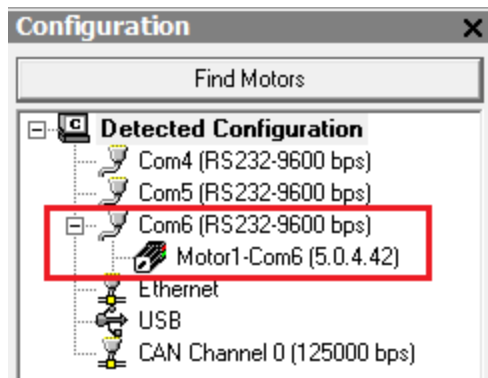 Configuration
Find Motors
Detected Configuration
Com4 (RS232-9600 bps)
Com5 (RS232-9600 bps)
Com6 (RS232-9600 bps)
Motor1-Com6 (5.0.4.42)
Ethernet
USB
CAN Channel 0 (125000 bps)